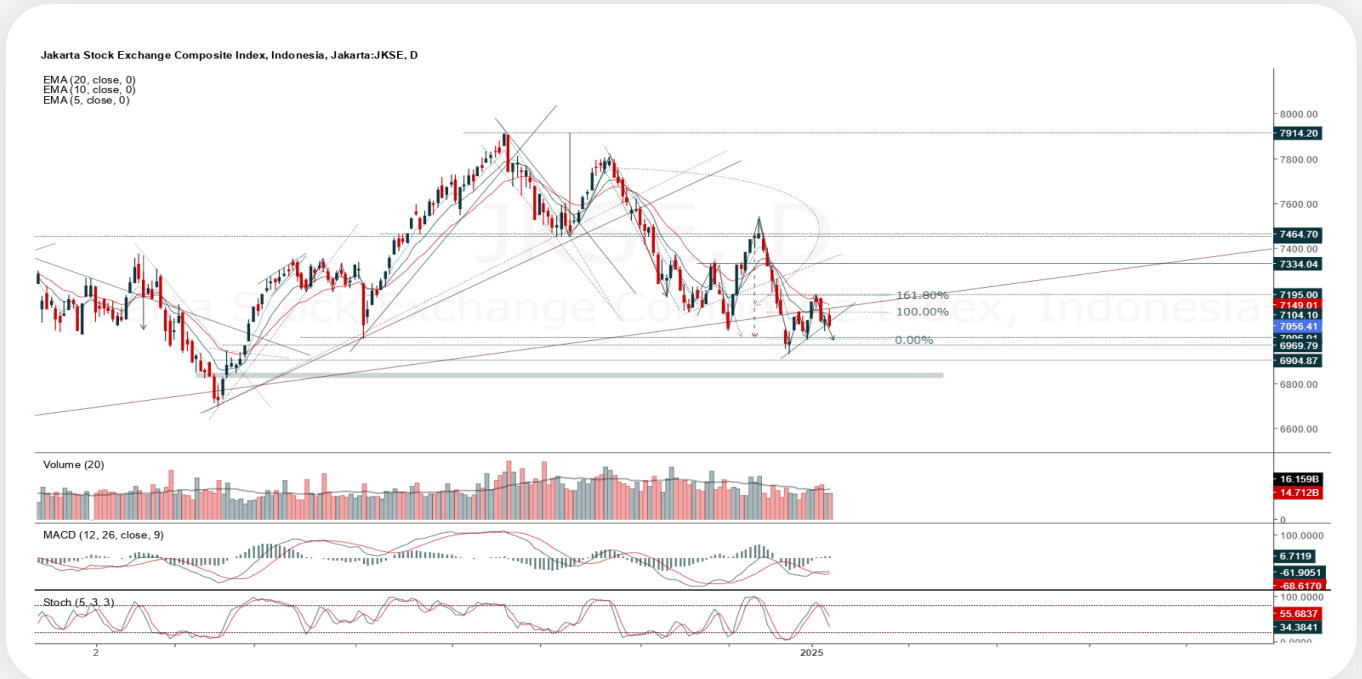 Jakarta Stock Exchange Composite Index, Indonesia, Jakarta:JKSE, D
EMA (20, close, 0)
EMA (10, close, 0)
EMA (5, close, 0)
8000.00
7914.20
7800.00
7600.00
7464.70
7400.00
7334.04
7195.00
7149.01
7104.10
7056.41
6969.79
6904.87
6800.00
6600.00
161.80%
100.00%
0.00%
JKSE, D
Volume (20)
16.159B
14.712B
0
MACD (12, 26, close, 9)
100.0000
6.7119
-61.9051
-68.6170
Stoch (5, 3, 3)
100.0000
55.6837
34.3841
0.0000
2
2025